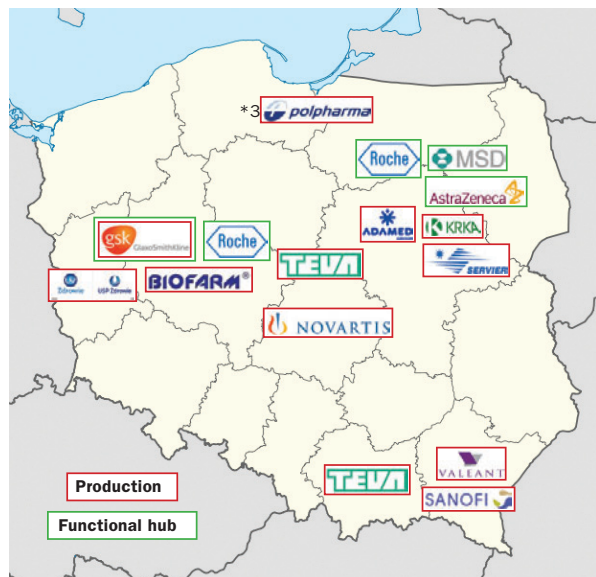 *3 polpharma
Roche
MSD
AstraZeneca
gsk GlaxoSmithKline
Roche
ADAMED
KRKA
TEVA
SERVIER
Zdrowie USP Zdrowie
BIOFARM®
NOVARTIS
TEVA
VALEANT
SANOFI
Production
Functional hub